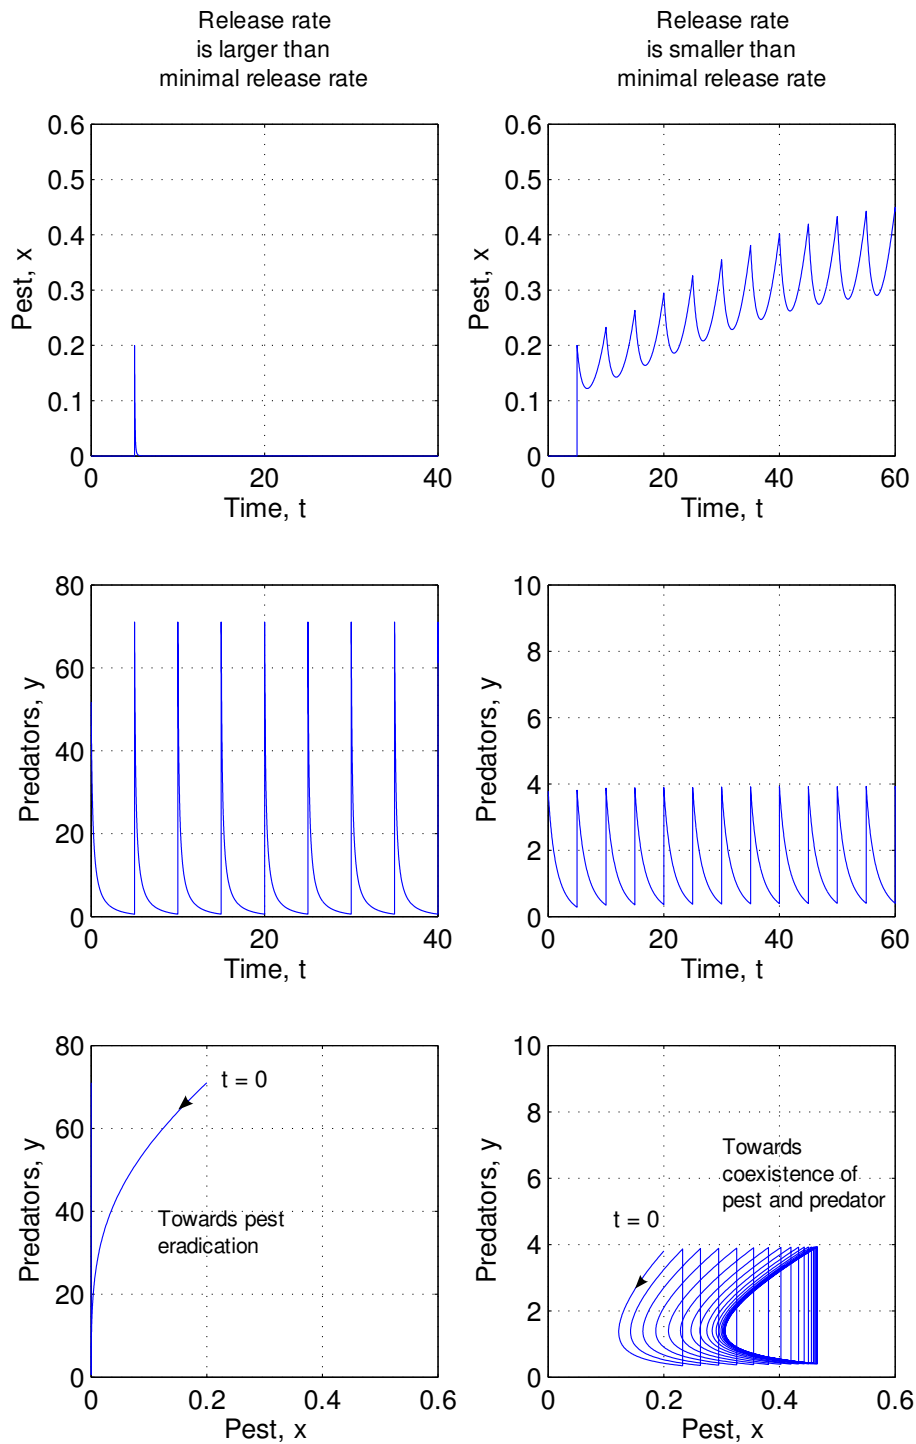 Release rate
is larger than
minimal release rate
Release rate
is smaller than
minimal release rate
0.6
0.5
0.4
0.3
0.2
0.1
0
Pest, x
0 20 40
Time, t
0.6
0.5
0.4
0.3
0.2
0.1
0
Pest, x
0 20 40 60
Time, t
80
60
40
20
0
Predators, y
0 20 40
Time, t
10
8
6
4
2
0
Predators, y
0 20 40 60
Time, t
80
60
40
20
0
Predators, y
t = 0
Towards pest
eradication
0 0.2 0.4 0.6
Pest, x
10
8
6
4
2
0
Predators, y
Towards
coexistence of
pest and predator
t = 0
0 0.2 0.4 0.6
Pest, x